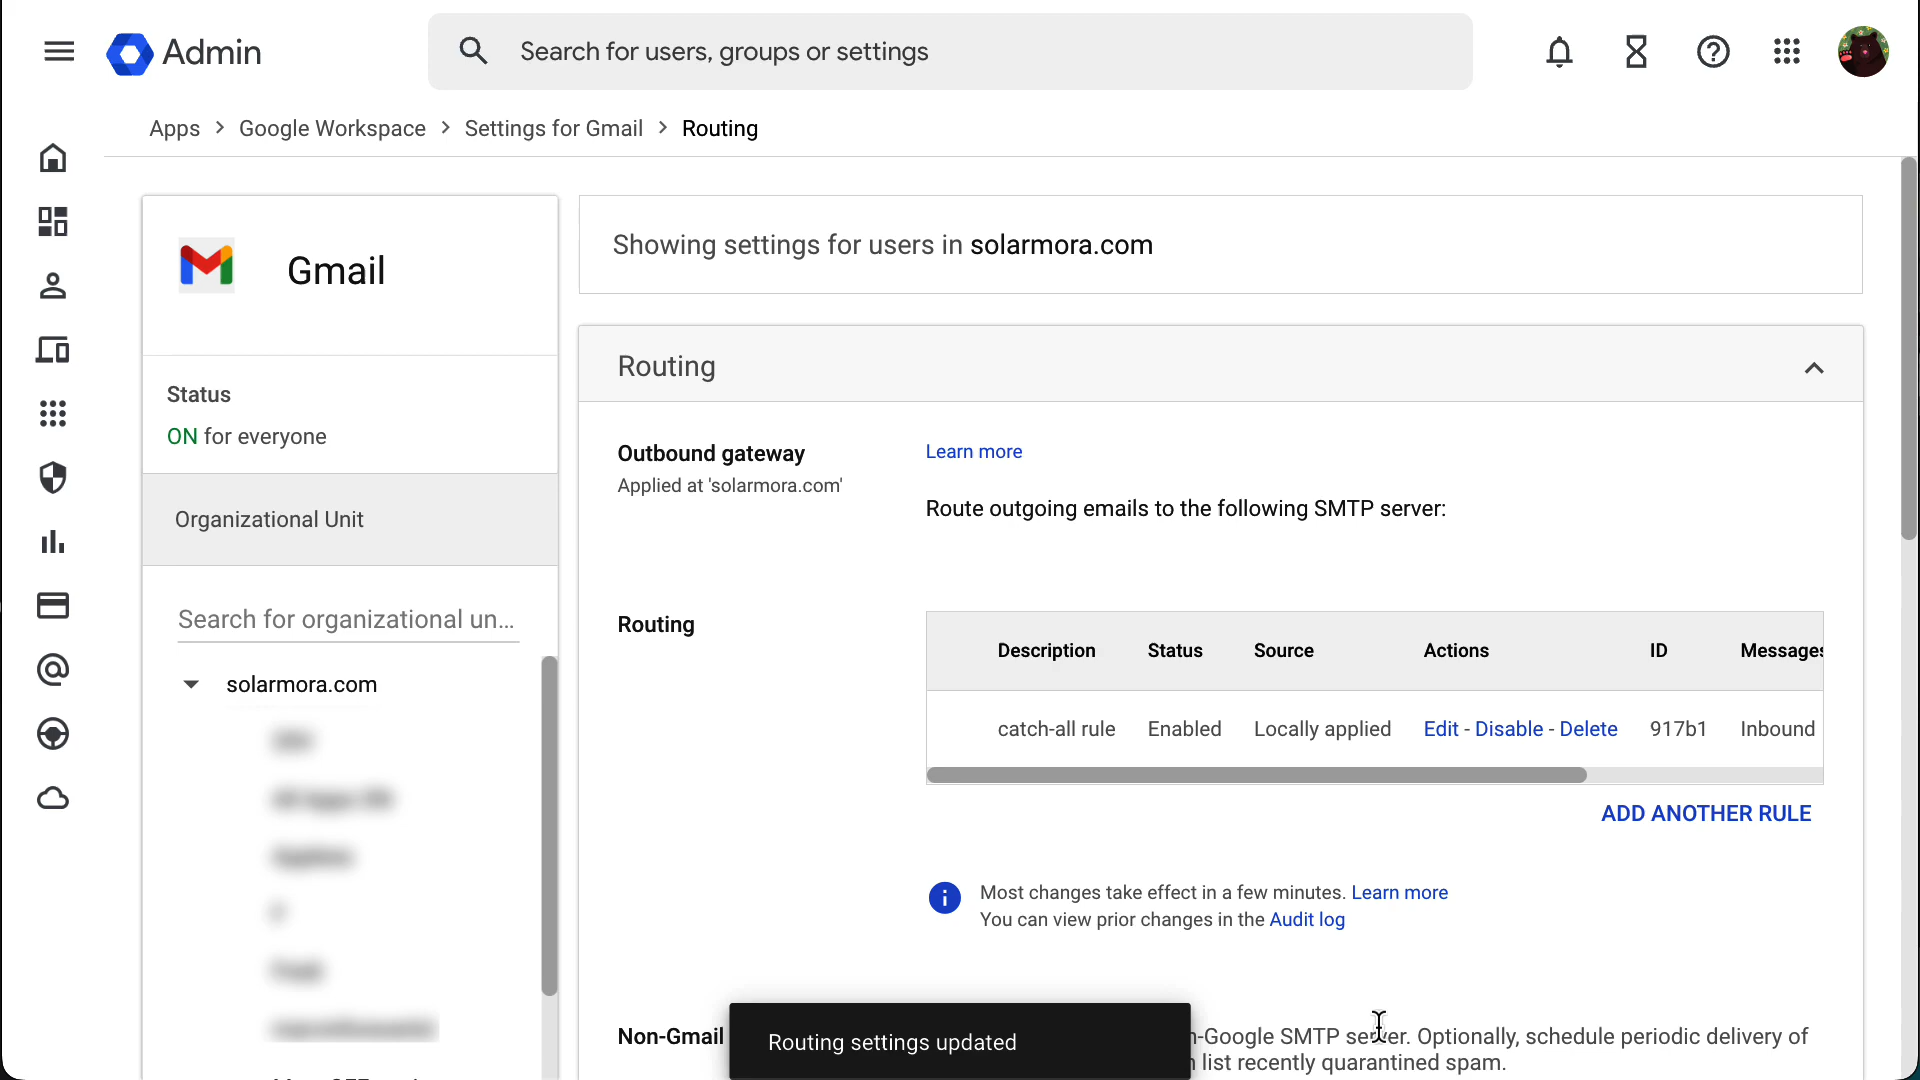 Admin
Search for users, groups or settings
Apps > Google Workspace > Settings for Gmail > Routing
Gmail
Status
ON for everyone
Organizational Unit
Search for organizational un...
solarmora.com
Showing settings for users in solarmora.com
Routing
Outbound gateway
Applied at 'solarmora.com'
Learn more
Route outgoing emails to the following SMTP server:
Routing
Description Status Source Actions ID Messages
catch-all rule Enabled Locally applied Edit - Disable - Delete 917b1 Inbound
ADD ANOTHER RULE
Most changes take effect in a few minutes. Learn more
You can view prior changes in the Audit log
Non-Gmail
-Google SMTP server. Optionally, schedule periodic delivery of
list recently quarantined spam.
Routing settings updated